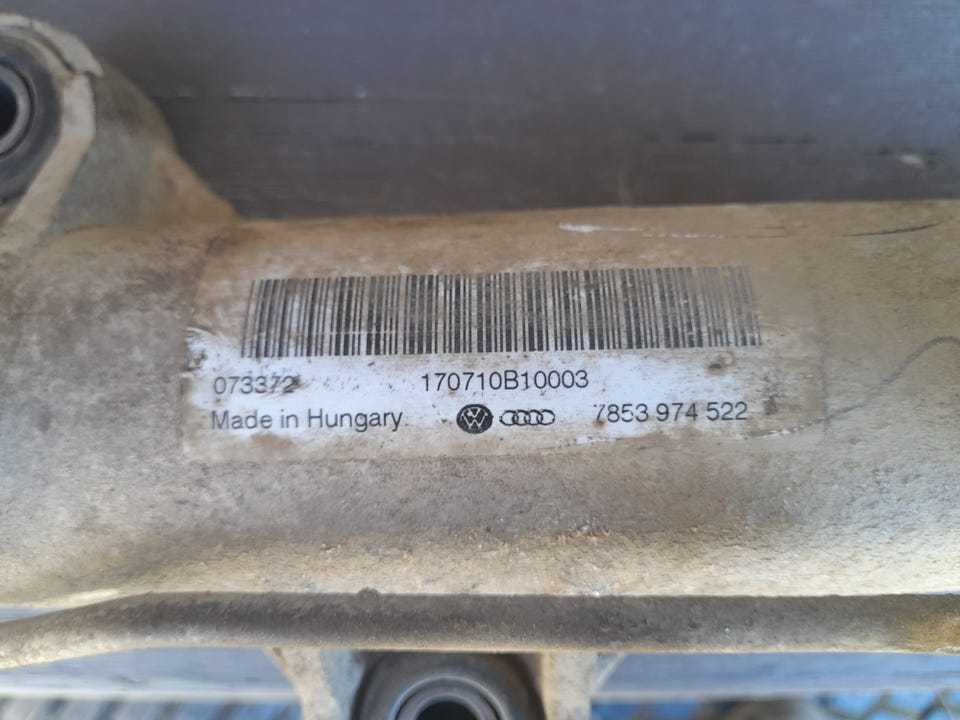 073372 170710B10003
Made in Hungary 7853 974 522